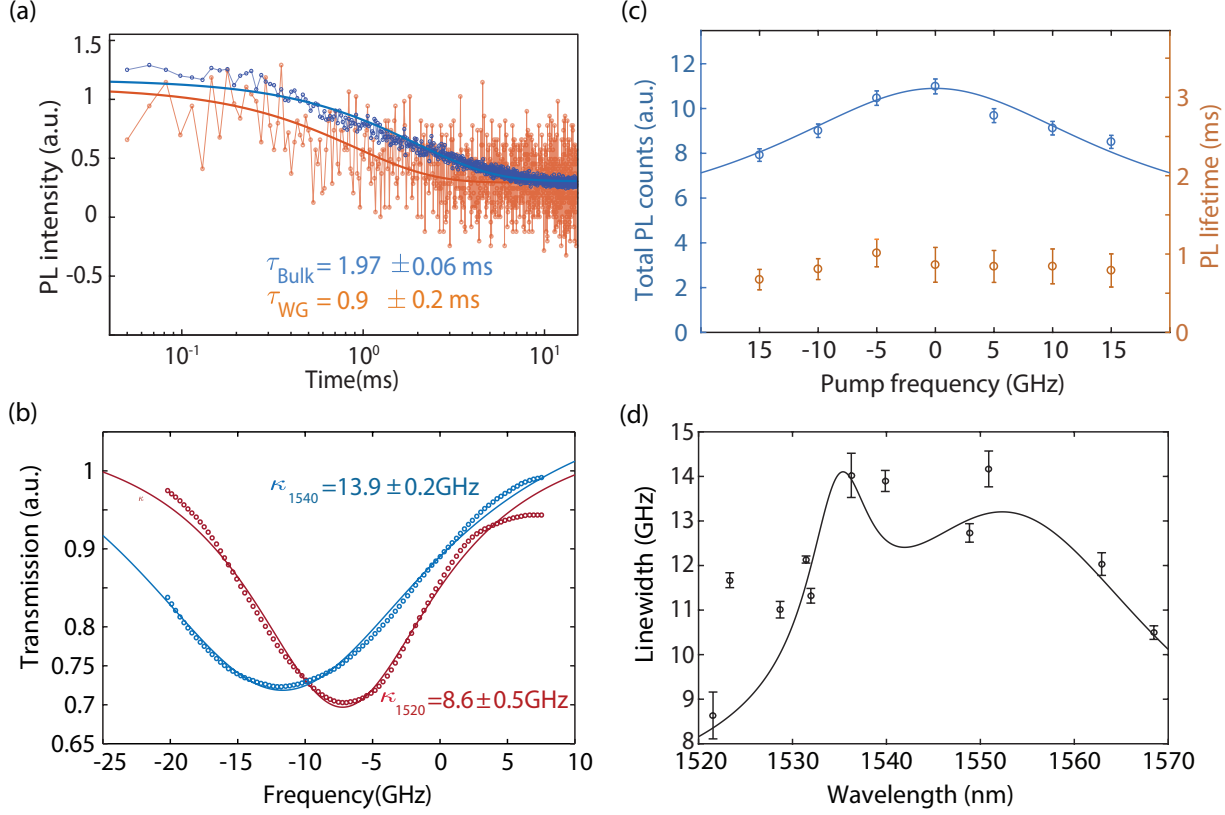 (a)
PL intensity (a.u.)
1.5
1
0.5
0
-0.5
-1
τBulk= 1.97 ±0.06 ms
τWG = 0.9 ± 0.2 ms
10-1 100 101
Time(ms)
(c)
Total PL counts (a.u.)
12
10
8
6
4
2
0
PL lifetime (ms)
3
2
1
0
15 -10 -5 0 5 10 15
Pump frequency (GHz)
(b)
Transmission (a.u.)
1
0.9
0.8
0.75
0.7
0.65
κ1540 =13.9 ±0.2GHz
κ
κ1520 =8.6±0.5GHz
-25 -20 -15 -10 -5 0 5 10
Frequency(GHz)
(d)
Linewidth (GHz)
15
14
13
12
11
10
9
8
1520 1530 1540 1550 1560 1570
Wavelength (nm)